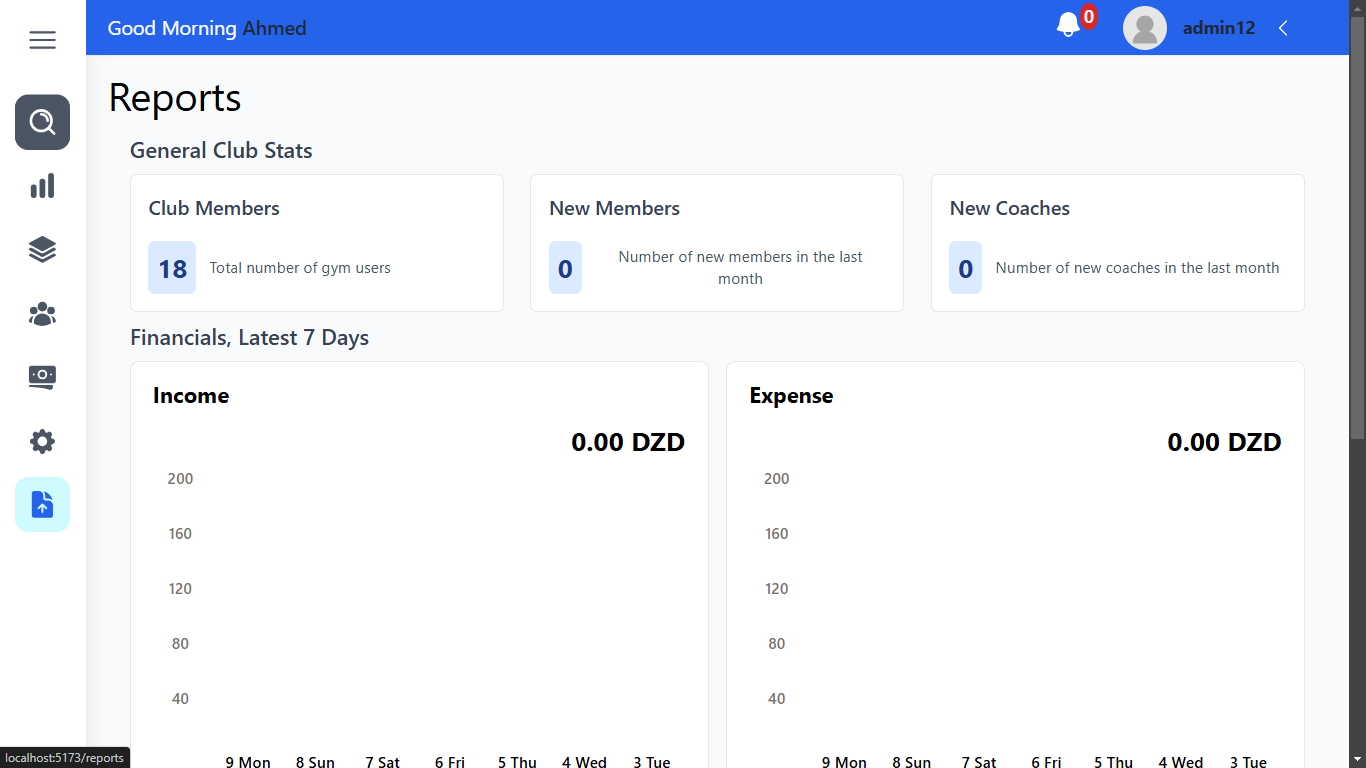 Good Morning Ahmed
0
admin12
Reports
General Club Stats
Club Members
18
Total number of gym users
New Members
0
Number of new members in the last
month
New Coaches
0
Number of new coaches in the last month
Financials, Latest 7 Days
Income
0.00 DZD
200
160
120
80
40
9 Mon 8 Sun 7 Sat 6 Fri 5 Thu 4 Wed 3 Tue
Expense
0.00 DZD
200
160
120
80
40
9 Mon 8 Sun 7 Sat 6 Fri 5 Thu 4 Wed 3 Tue
localhost:5173/reports